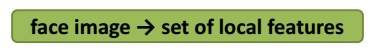 face image → set of local features